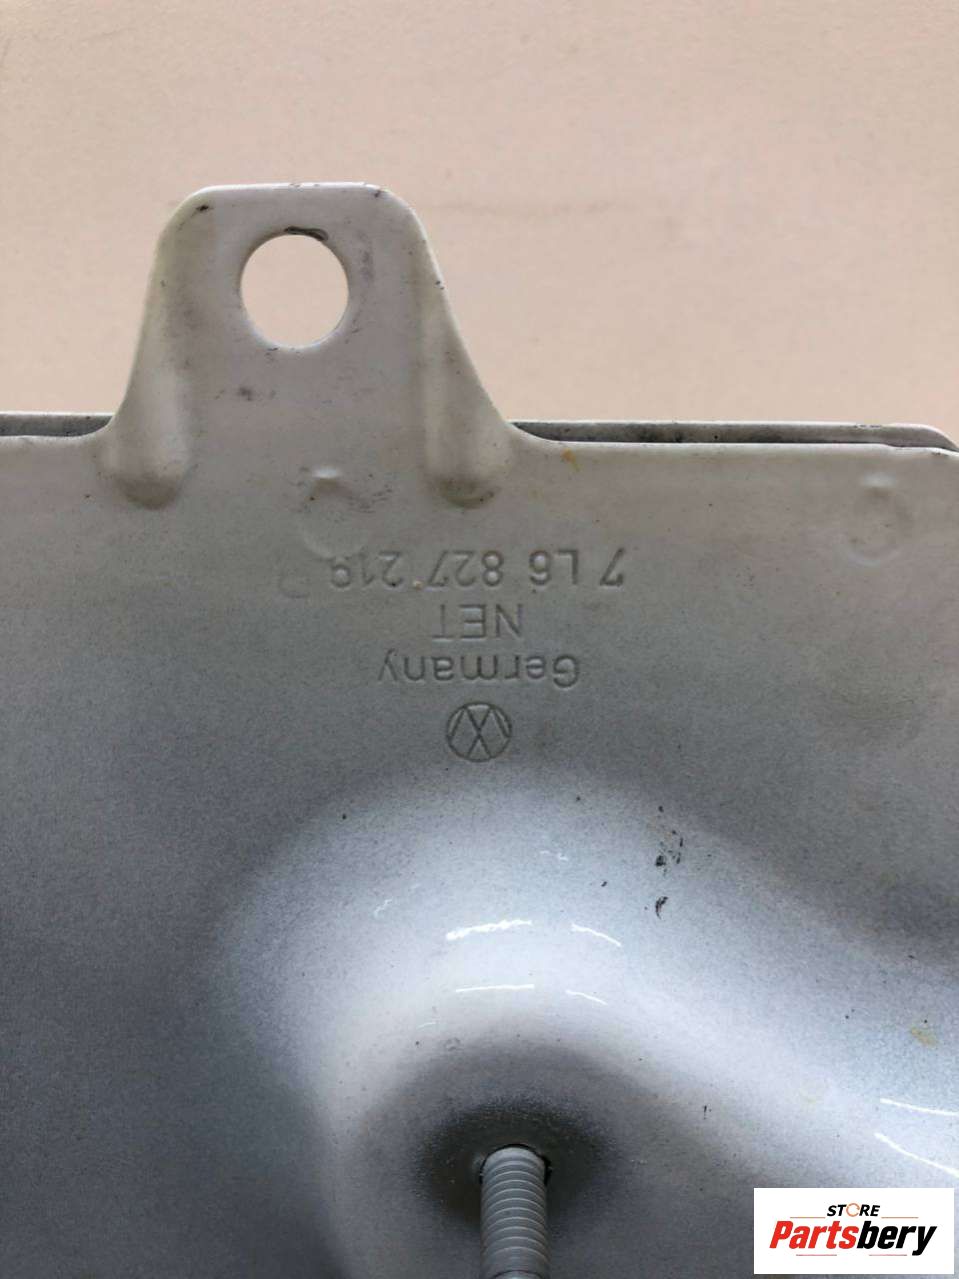 7L6 827 219
NET
Germany
STORE
Partsbery